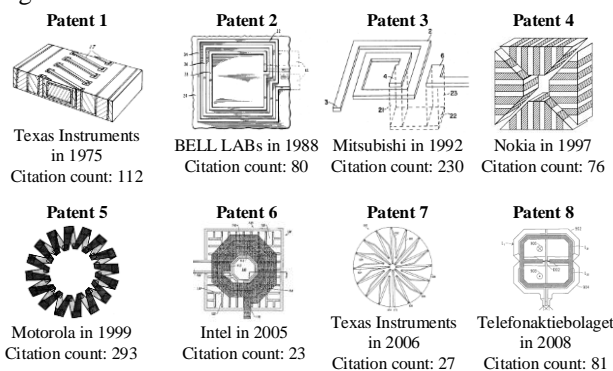 Patent 1 Patent 2 Patent 3 Patent 4
Texas Instruments
in 1975
Citation count: 112
BELL LABs in 1988
Citation count: 80
Mitsubishi in 1992
Citation count: 230
Nokia in 1997
Citation count: 76
Patent 5 Patent 6 Patent 7 Patent 8
Motorola in 1999
Citation count: 293
Intel in 2005
Citation count: 23
Texas Instruments
in 2006
Citation count: 27
Telefonaktiebolaget
in 2008
Citation count: 81